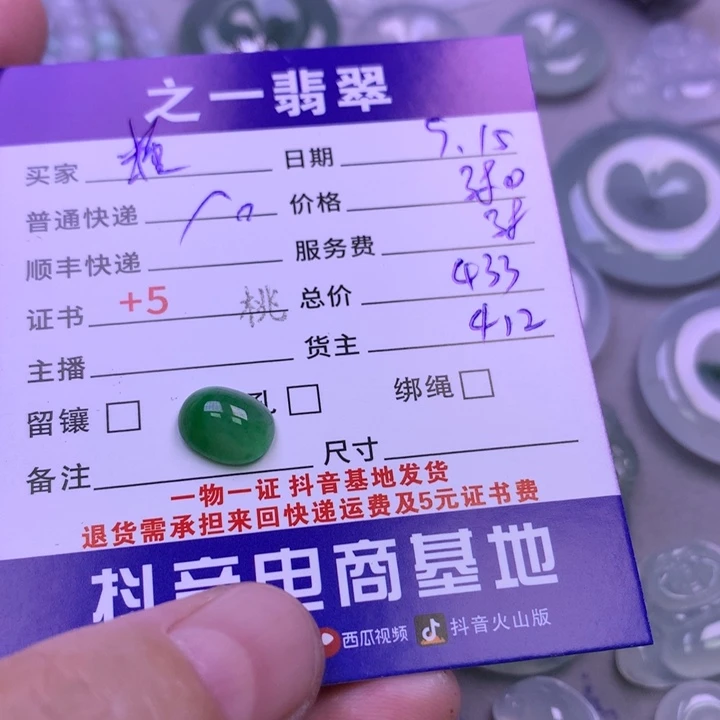 之一翡翠
买家 桃 日期 5.15
普通快递 10 价格 380
顺丰快递 服务费 38
证书 +5 桃 总价 433
主播 货主 412
留镶 孔 绑绳
备注 尺寸
一物一证 抖音基地发货
退货需承担来回快递运费及5元证书费
抖音电商基地
西瓜视频 抖音火山版